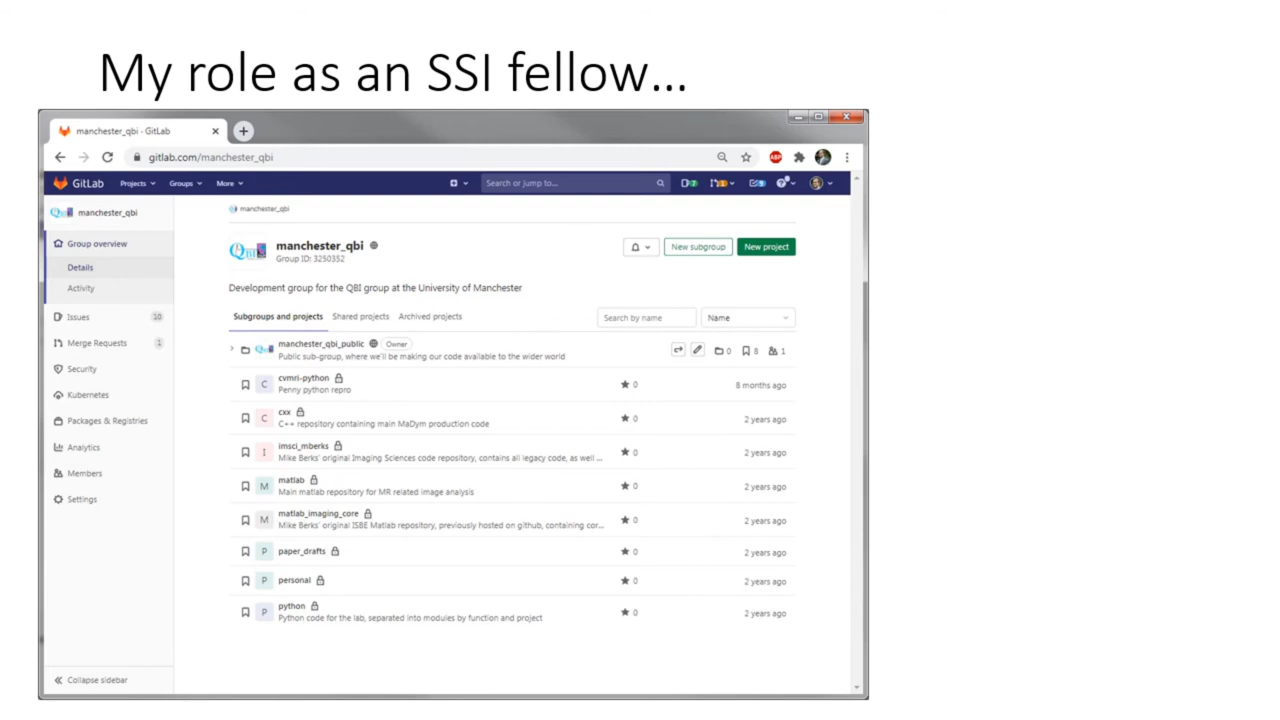 My role as an SSI fellow...
manchester_qbi · GitLab
gitlab.com/manchester_qbi
ABP
GitLab Projects Groups More Search or jump to...
manchester_qbi
manchester_qbi
Group overview
Details
Activity
Issues 10
Merge Requests 1
Security
Kubernetes
Packages & Registries
Analytics
Members
Settings
Collapse sidebar
manchester_qbi
Group ID: 3250352
New subgroup
New project
Development group for the QBI group at the University of Manchester
Subgroups and projects Shared projects Archived projects
Search by name
Name
manchester_qbi_public Owner
Public sub-group, where we'll be making our code available to the wider world
0 8 1
C cvmri-python
Penny python repro
0 8 months ago
C cxx
C++ repository containing main MaDym production code
0 2 years ago
I imsci_mberks
Mike Berks' original Imaging Sciences code repository, contains all legacy code, as well ...
0 2 years ago
M matlab
Main matlab repository for MR related image analysis
0 2 years ago
M matlab_imaging_core
Mike Berks' original ISBE Matlab repository, previously hosted on github, containing cor...
0 2 years ago
P paper_drafts
0 2 years ago
P personal
0 2 years ago
P python
Python code for the lab, separated into modules by function and project
0 2 years ago